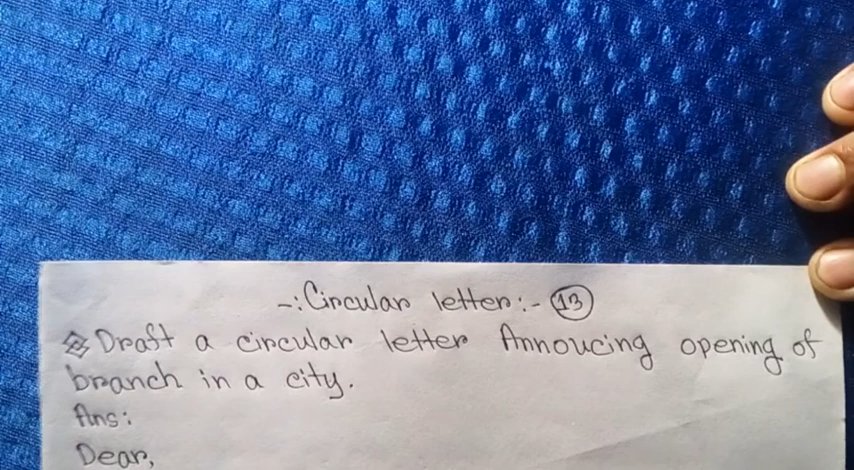 -: Circular letter :- 13
Draft a circular letter Annoucing opening of
branch in a city.
Ans:
Dear,